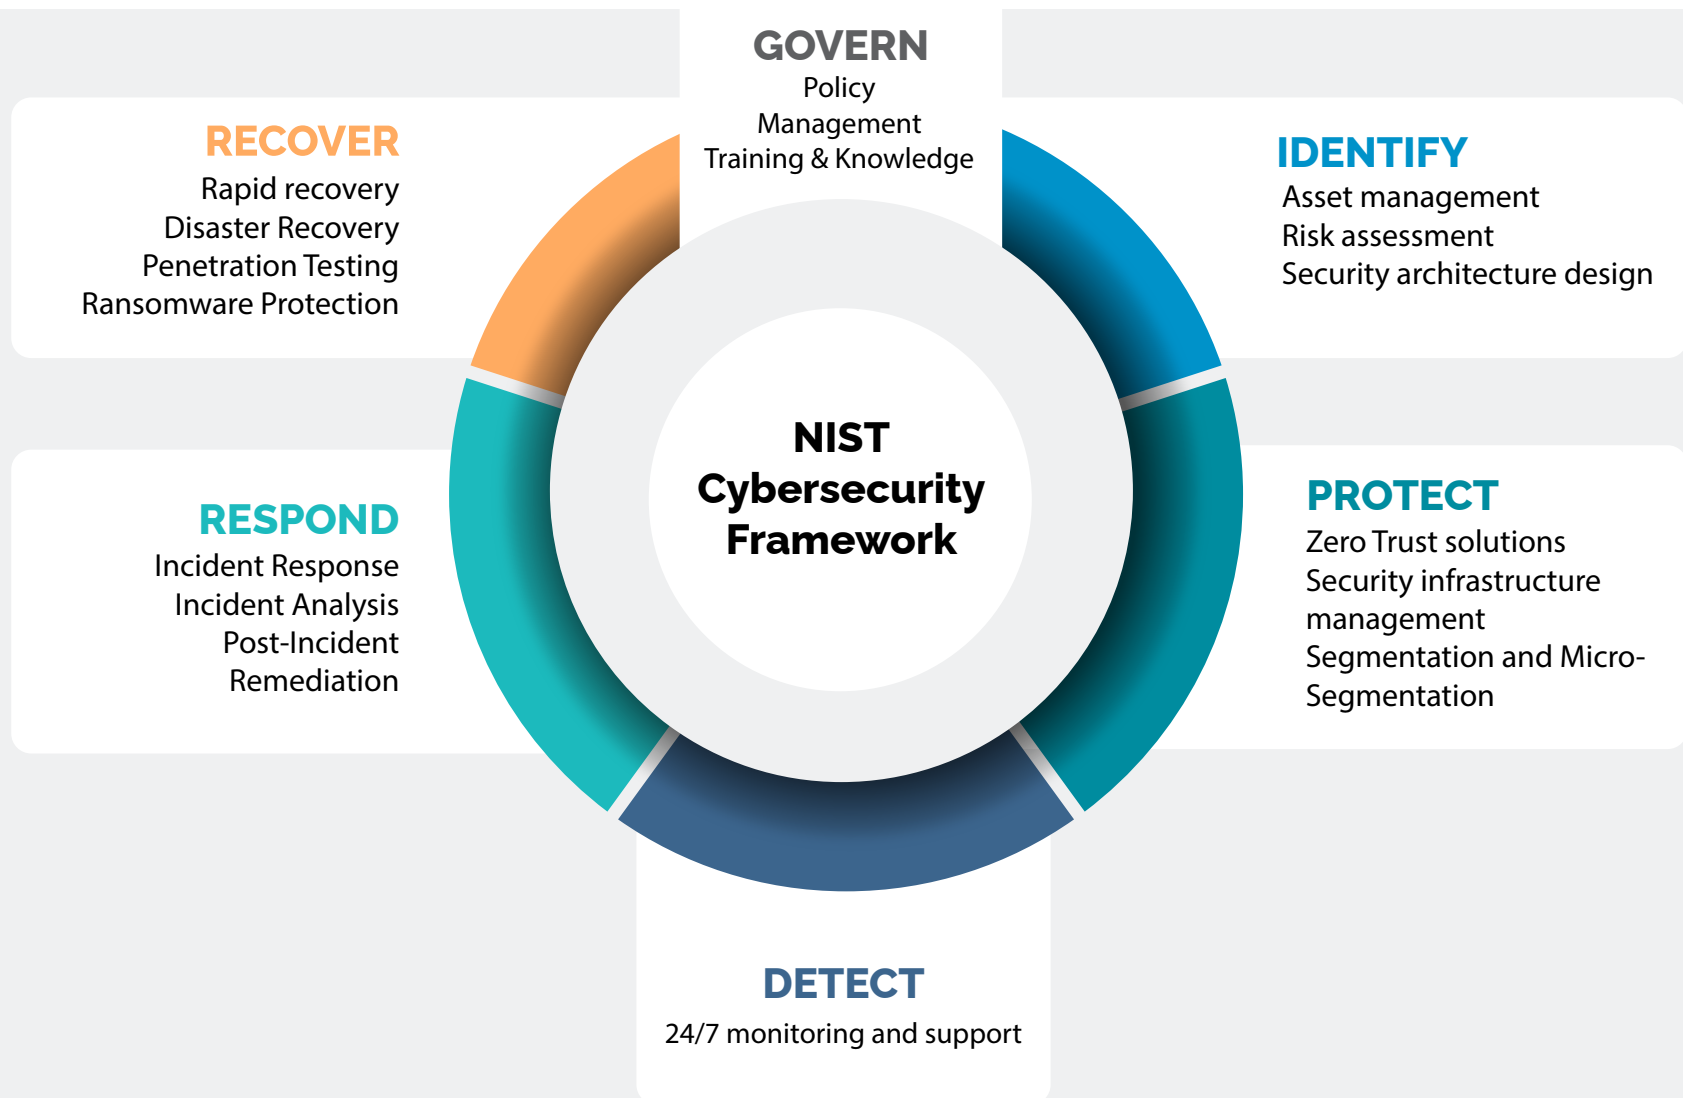 GOVERN
Policy
Management
Training & Knowledge
RECOVER
Rapid recovery
Disaster Recovery
Penetration Testing
Ransomware Protection
IDENTIFY
Asset management
Risk assessment
Security architecture design
NIST
Cybersecurity
Framework
RESPOND
Incident Response
Incident Analysis
Post-Incident
Remediation
PROTECT
Zero Trust solutions
Security infrastructure
management
Segmentation and Micro-
Segmentation
DETECT
24/7 monitoring and support